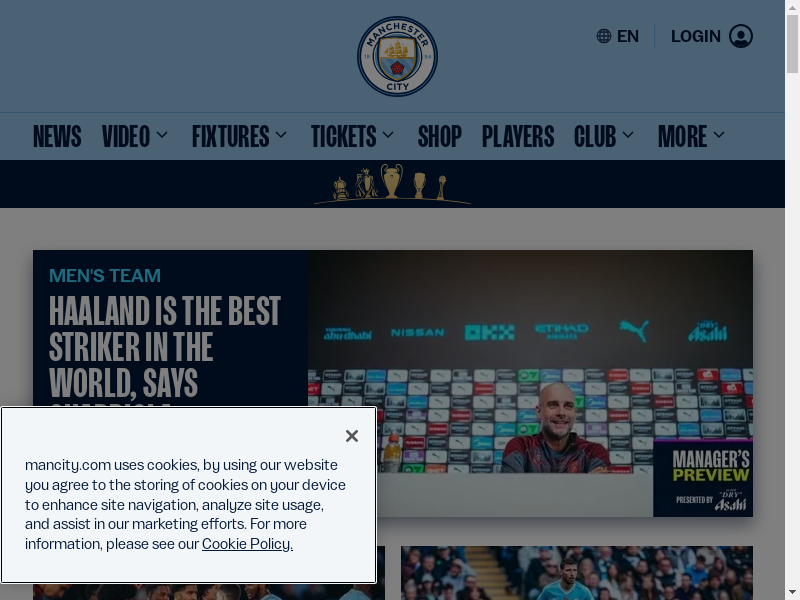 MANCHESTER
18 94
CITY
EN
LOGIN
NEWS
VIDEO
FIXTURES
TICKETS
SHOP
PLAYERS
CLUB
MORE
MEN'S TEAM
HAALAND IS THE BEST
STRIKER IN THE
WORLD, SAYS
abu dhabi
NISSAN
OKX
ETIHAD
AIRWAYS
"DRY"
Asahi
MANAGER'S
PREVIEW
PRESENTED BY
"DRY"
Asahi
mancity.com uses cookies, by using our website
you agree to the storing of cookies on your device
to enhance site navigation, analyze site usage,
and assist in our marketing efforts. For more
information, please see our Cookie Policy.